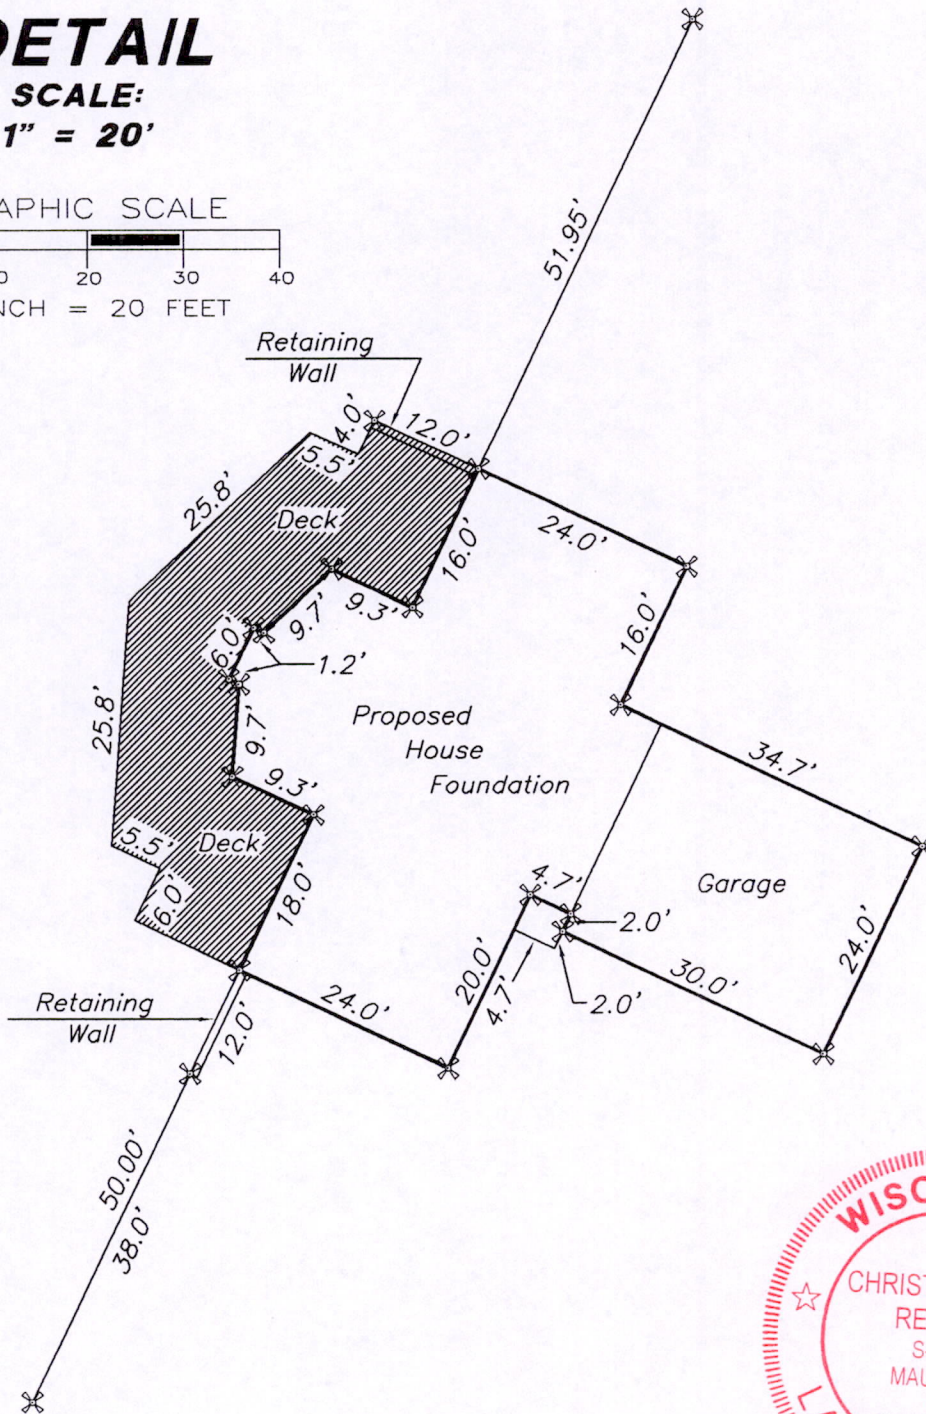 DETAIL
SCALE:
1" = 20'
APHIC SCALE
0 20 30 40
NCH = 20 FEET
51.95'
Retaining
Wall
4.0'
12.0'
5.5'
25.8'
Deck
24.0'
16.0'
9.3'
9.7'
16.0'
6.0'
1.2'
25.8'
9.7'
Proposed
House
Foundation
34.7'
9.3'
5.5'
Deck
6.0'
18.0'
4.7'
Garage
2.0'
24.0'
20.0'
30.0'
4.7'
2.0'
Retaining
Wall
24.0'
12.0'
50.00'
38.0'
WISC
CHRIST
RE
S-
MAU